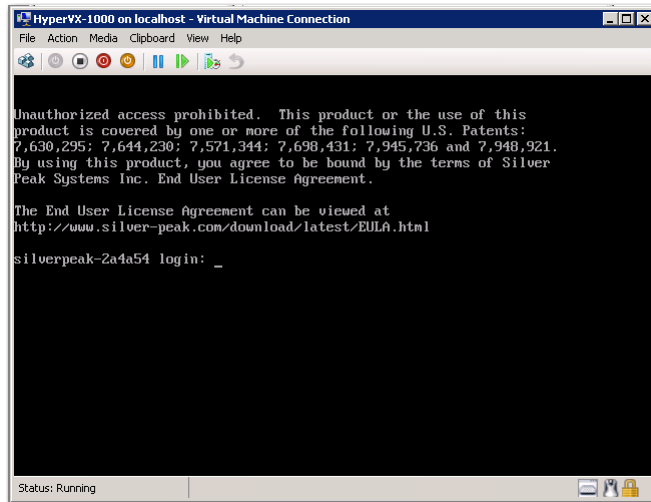 HyperVX-1000 on localhost - Virtual Machine Connection
File Action Media Clipboard View Help
Unauthorized access prohibited. This product or the use of this
product is covered by one or more of the following U.S. Patents:
7,630,295; 7,644,230; 7,571,344; 7,698,431; 7,945,736 and 7,948,921.
By using this product, you agree to be bound by the terms of Silver
Peak Systems Inc. End User License Agreement.
The End User License Agreement can be viewed at
http://www.silver-peak.com/download/latest/EULA.html
silverpeak-2a4a54 login: _
Status: Running